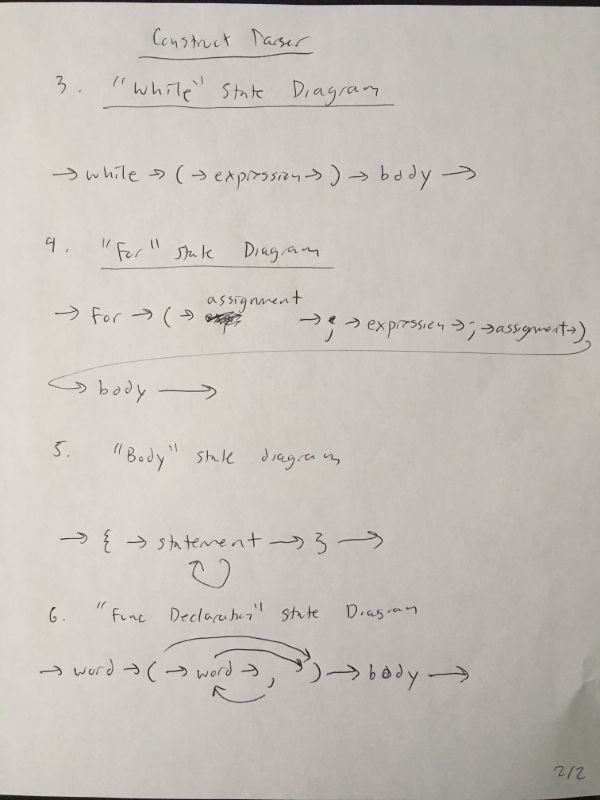 Construct Parser
3. "While" State Diagram
→ while → ( → expression → ) → body →
4. "For" State Diagram
assignment
→ For → ( → → ; → expression → ; → assignment → )
→ body →
5. "Body" State diagram
→ { → statement → } →
6. "Func Declaration" State Diagram
→ word → ( → word → , ) → body →
2/2